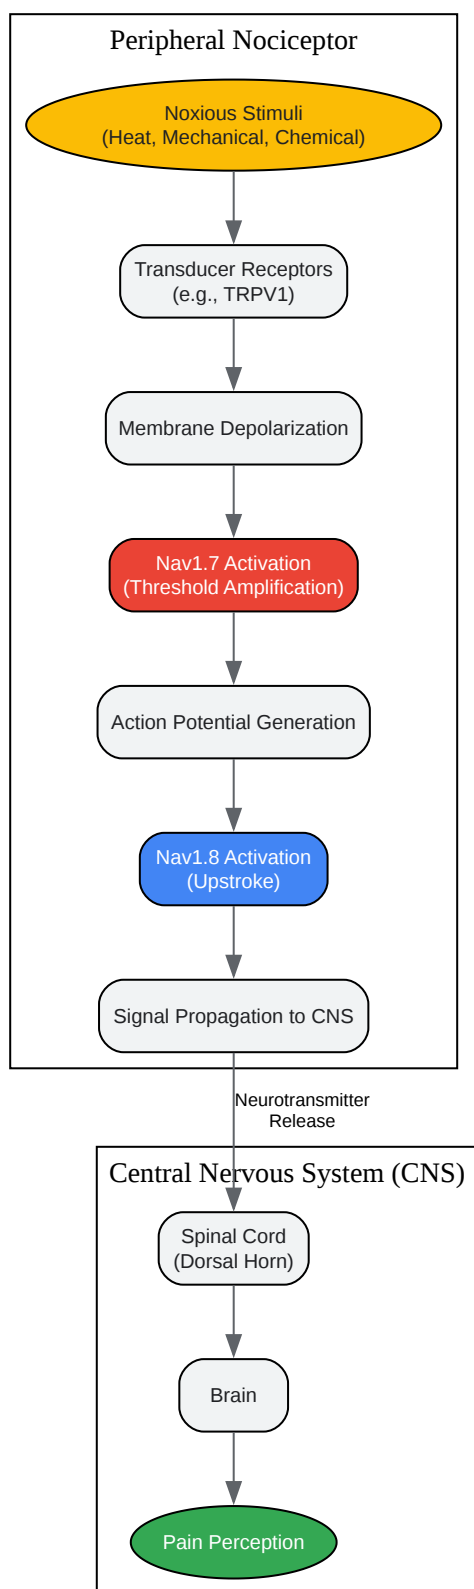 Peripheral Nociceptor
Noxious Stimuli
(Heat, Mechanical, Chemical)
Transducer Receptors
(e.g., TRPV1)
Membrane Depolarization
Nav1.7 Activation
(Threshold Amplification)
Action Potential Generation
Nav1.8 Activation
(Upstroke)
Signal Propagation to CNS
Neurotransmitter
Release
Central Nervous System (CNS)
Spinal Cord
(Dorsal Horn)
Brain
Pain Perception